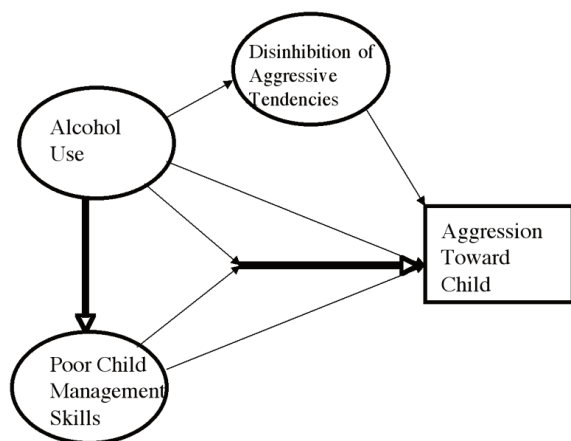 Disinhibition of
Aggressive
Tendencies
Alcohol
Use
Aggression
Toward
Child
Poor Child
Management
Skills